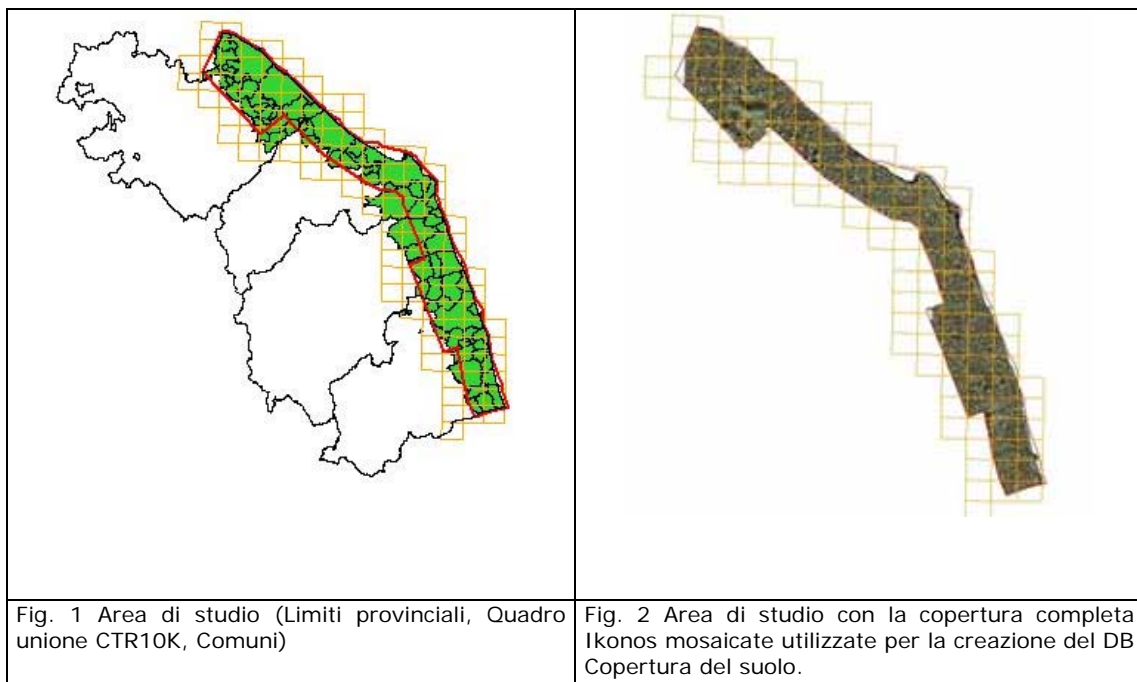 Fig. 1 Area di studio (Limiti provinciali, Quadro
unione CTR10K, Comuni)
Fig. 2 Area di studio con la copertura completa
Ikonos mosaicate utilizzate per la creazione del DB
Copertura del suolo.